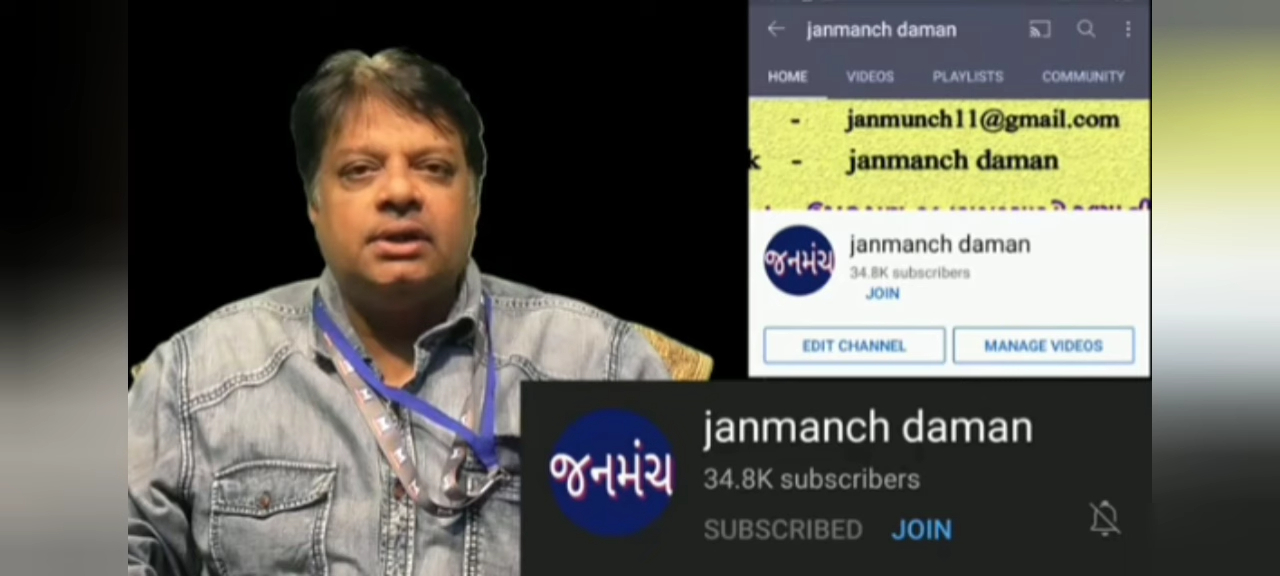 janmanch daman
HOME VIDEOS PLAYLISTS COMMUNITY
- janmunch11@gmail.com
k - janmanch daman
જનમંચ
janmanch daman
34.8K subscribers
JOIN
EDIT CHANNEL MANAGE VIDEOS
જનમંચ
janmanch daman
34.8K subscribers
SUBSCRIBED JOIN